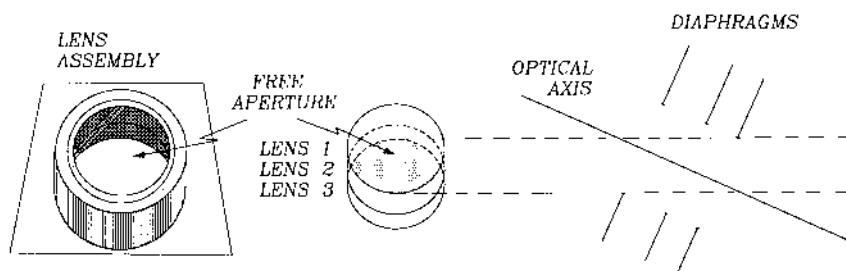 LENS
ASSEMBLY
FREE
APERTURE
LENS 1
LENS 2
LENS 3
OPTICAL
AXIS
DIAPHRAGMS